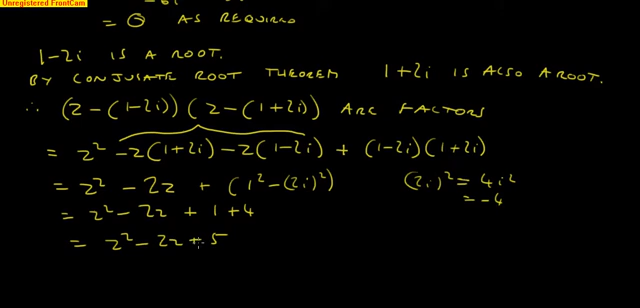 Unregistered FrontCam
= 0 AS REQUIRED
1-2i IS A ROOT.
BY CONJUGATE ROOT THEOREM 1+2i IS ALSO A ROOT.
∴ (z-(1-2i))(z-(1+2i)) ARE FACTORS
= z² -z(1+2i) -z(1-2i) + (1-2i)(1+2i)
= z² - 2z + (1² -(2i)²) (2i)² = 4i²
= -4
= z² - 2z + 1 + 4
= z² - 2z + 5